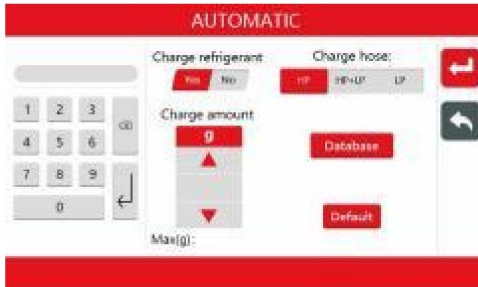 AUTOMATIC
Charge refrigerant
Charge hose:
Yes No
HP HP+LP LP
1 2 3
4 5 6
7 8 9
0
Charge amount
g
Database
Default
Max(g):